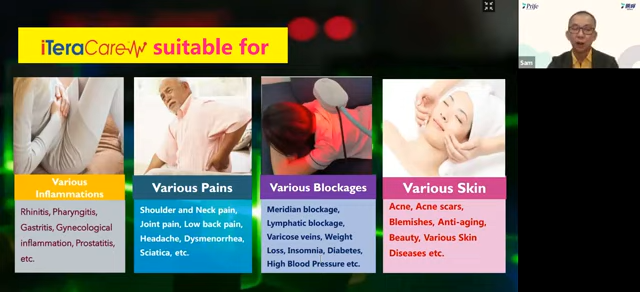 iTeraCare suitable for
Various
Inflammations
Rhinitis, Pharyngitis,
Gastritis, Gynecological
inflammation, Prostatitis,
etc.
Various Pains
Shoulder and Neck pain,
Joint pain, Low back pain,
Headache, Dysmenorrhea,
Sciatica, etc.
Various Blockages
Meridian blockage,
Lymphatic blockage,
Varicose veins, Weight
Loss, Insomnia, Diabetes,
High Blood Pressure etc.
Various Skin
Acne, Acne scars,
Blemishes, Anti-aging,
Beauty, Various Skin
Diseases etc.
Prife
Sam